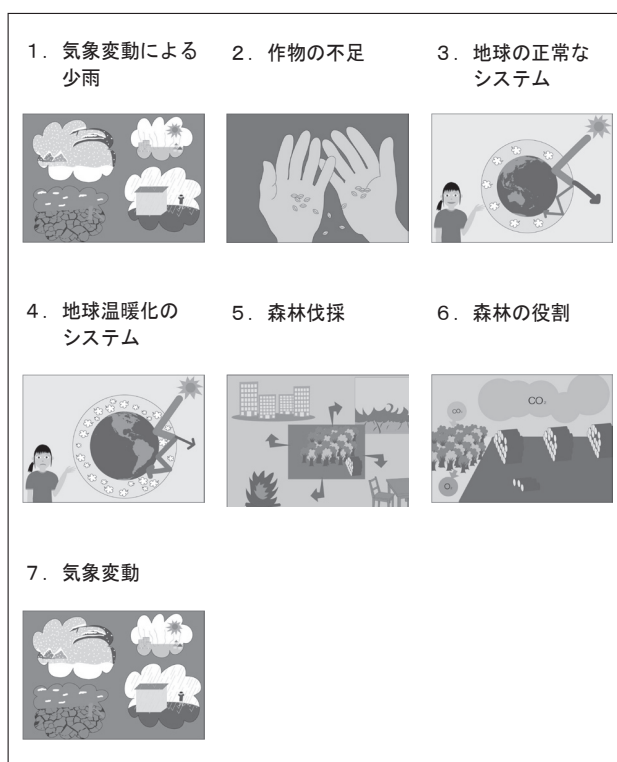 1． 気象変動による
少雨
2． 作物の不足
3． 地球の正常な
システム
4． 地球温暖化の
システム
5． 森林伐採
6． 森林の役割
CO₂
CO₂
O₂
7． 気象変動